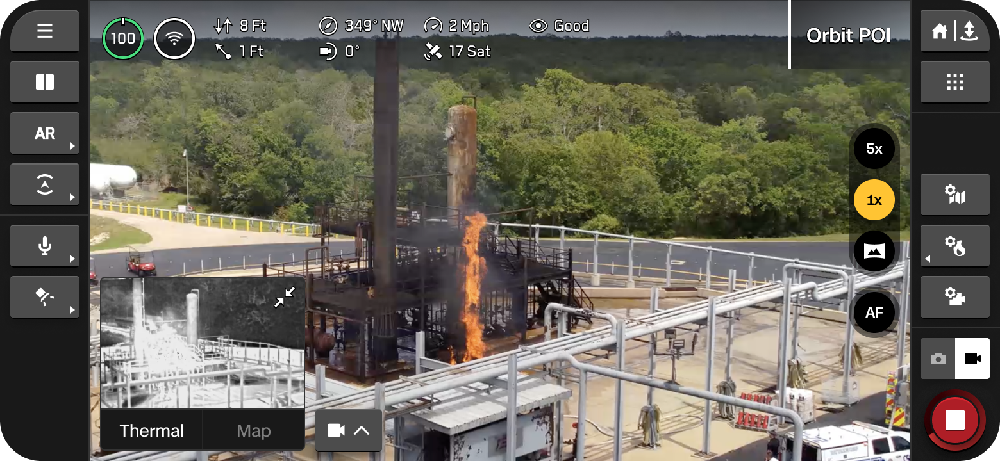 100
8 Ft
349° NW
2 Mph
Good
1 Ft
0°
17 Sat
Orbit POI
AR
5x
1x
AF
Thermal
Map